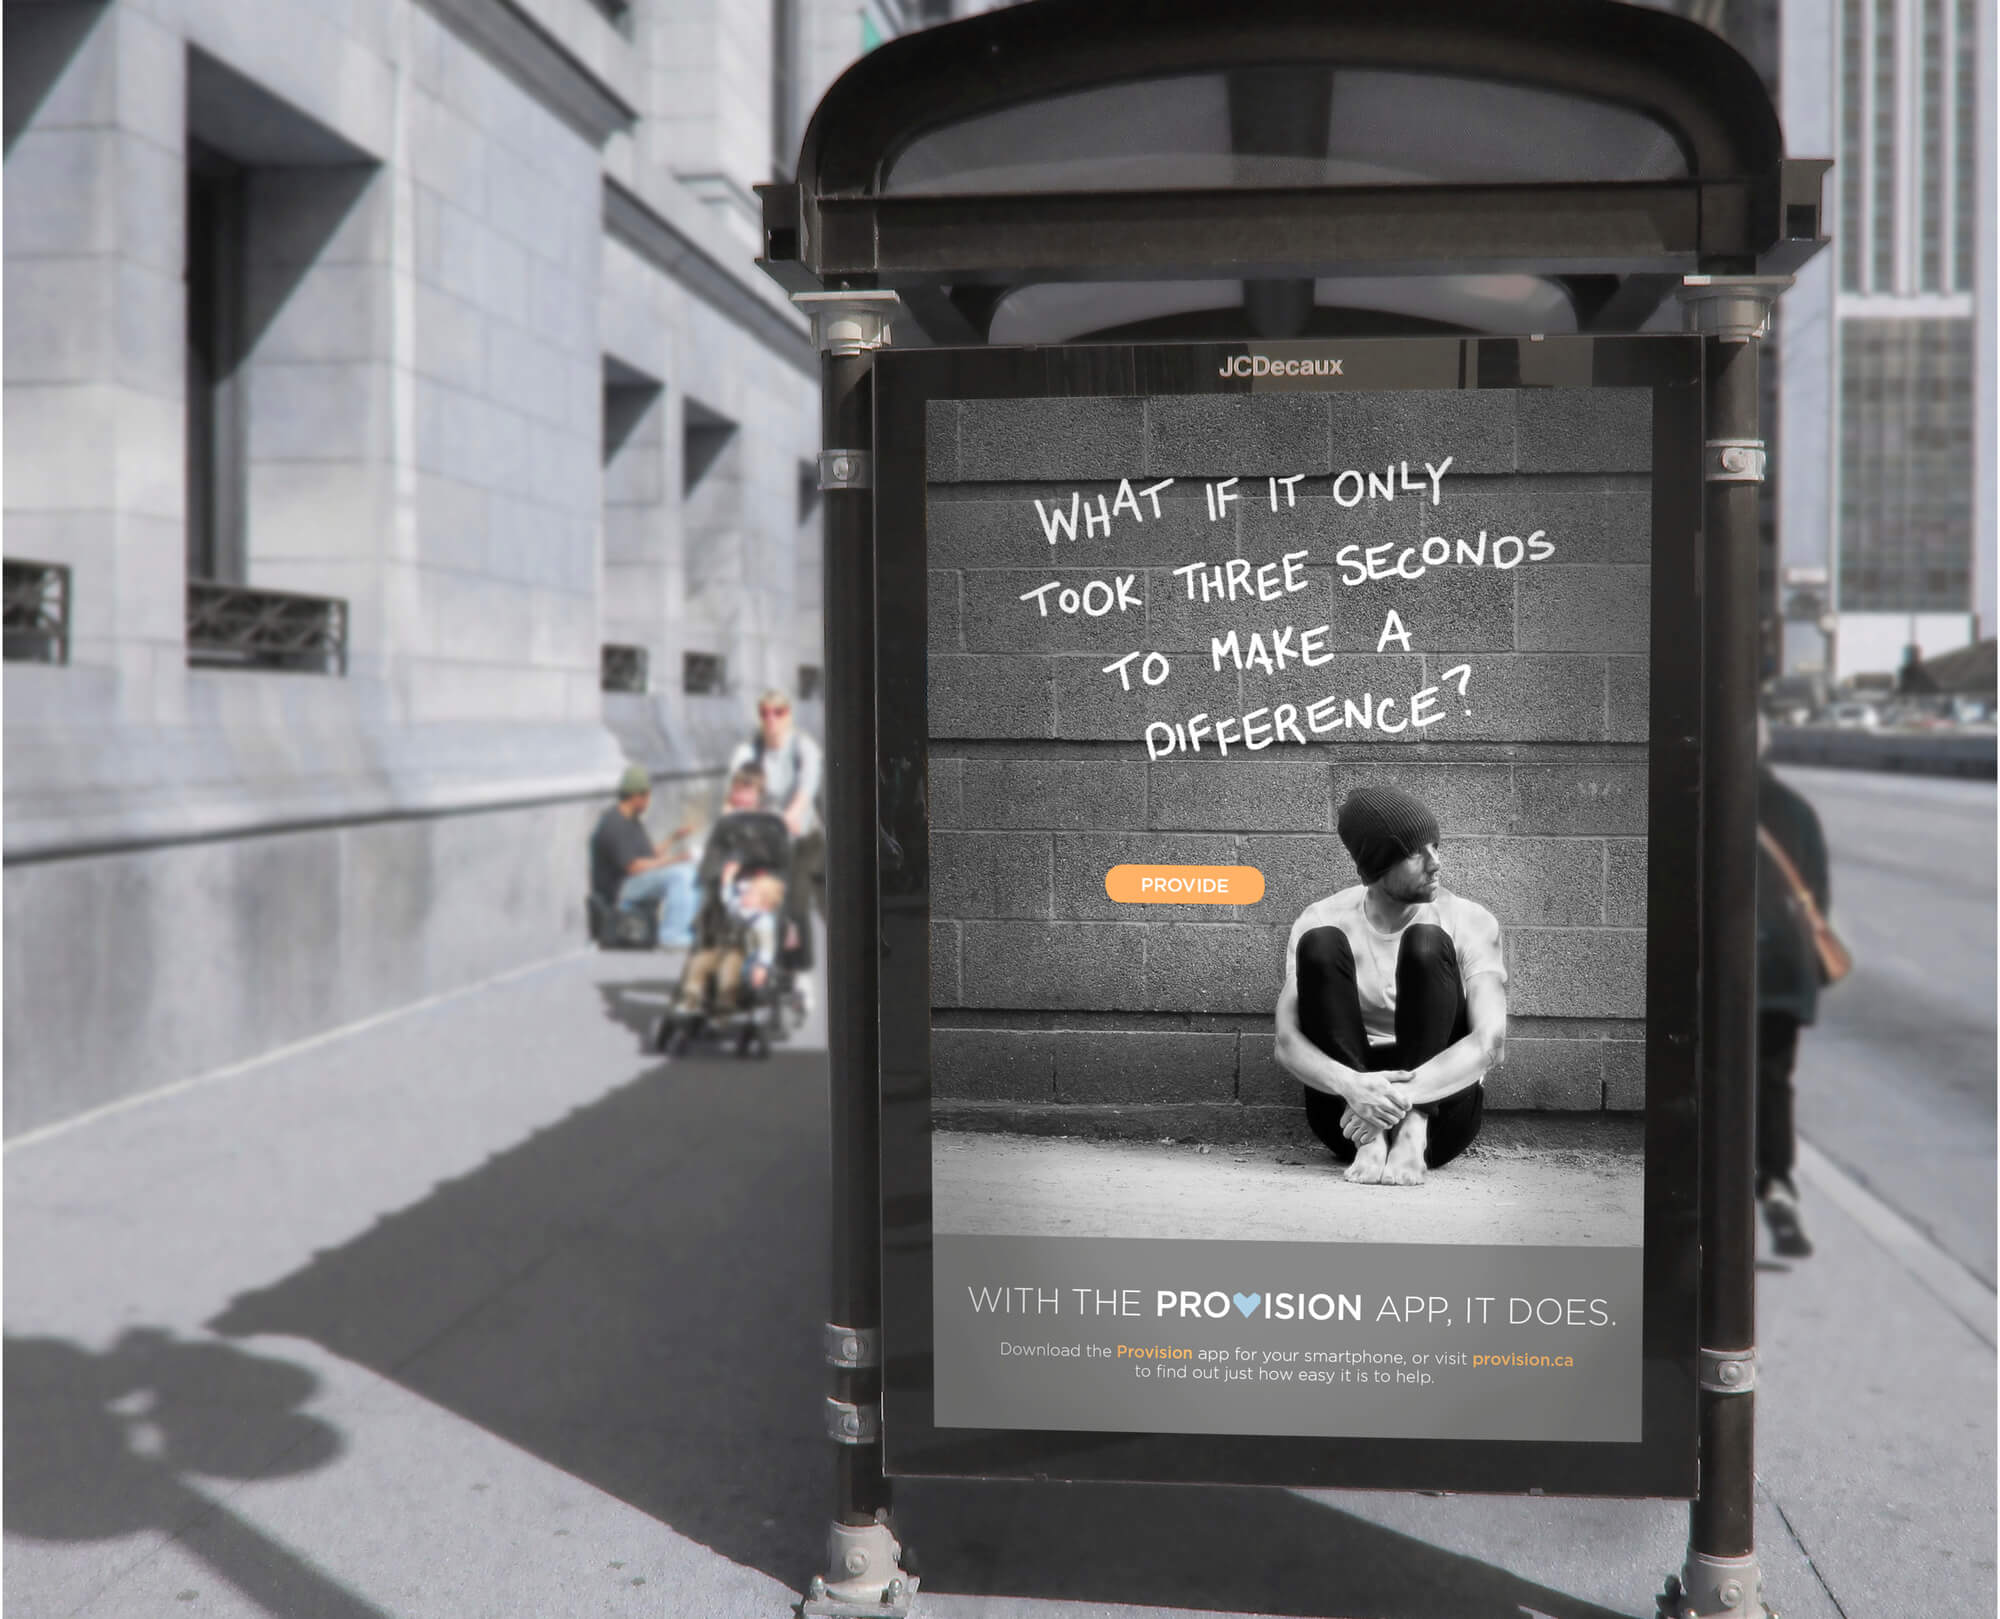 JCDecaux
WHAT IF IT ONLY
TOOK THREE SECONDS
TO MAKE A
DIFFERENCE?
PROVIDE
WITH THE PROVISION APP, IT DOES.
Download the Provision app for your smartphone, or visit provision.ca
to find out just how easy it is to help.